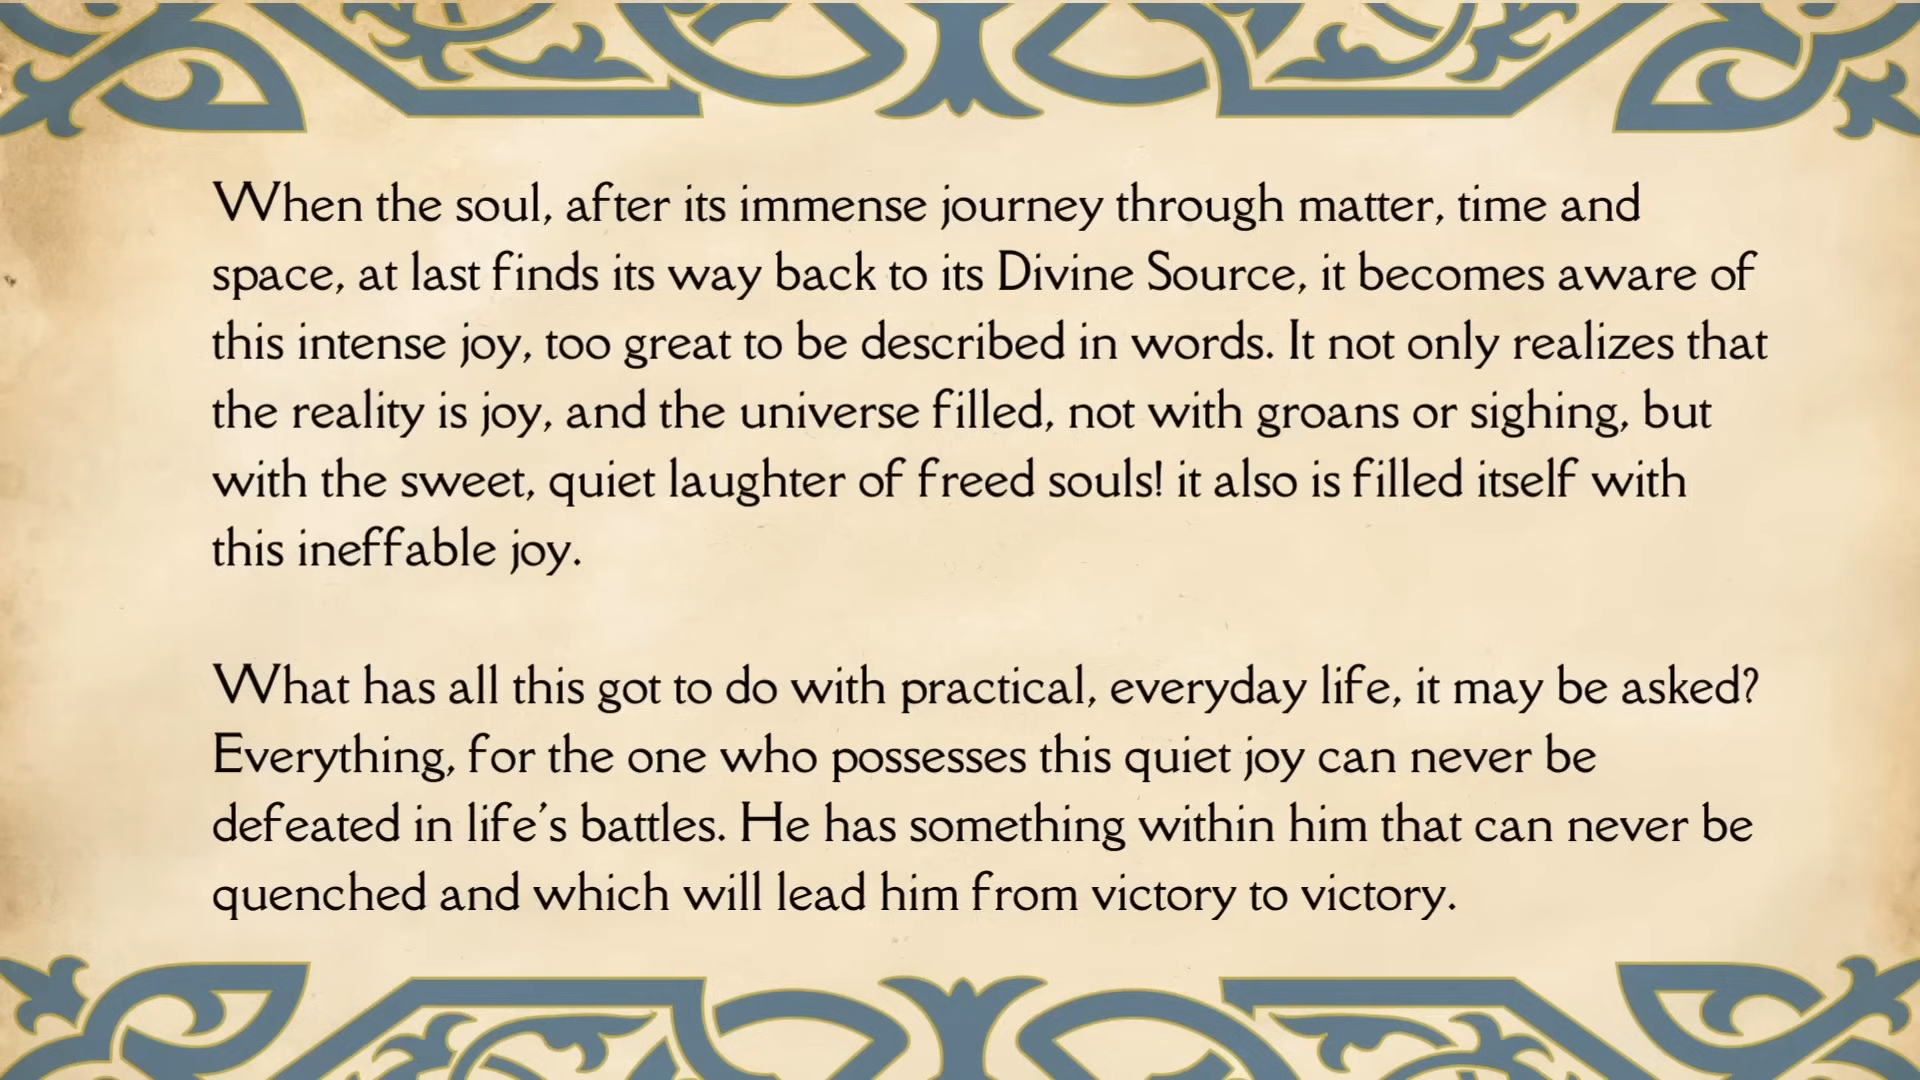 When the soul, after its immense journey through matter, time and
space, at last finds its way back to its Divine Source, it becomes aware of
this intense joy, too great to be described in words. It not only realizes that
the reality is joy, and the universe filled, not with groans or sighing, but
with the sweet, quiet laughter of freed souls! it also is filled itself with
this ineffable joy.
What has all this got to do with practical, everyday life, it may be asked?
Everything, for the one who possesses this quiet joy can never be
defeated in life's battles. He has something within him that can never be
quenched and which will lead him from victory to victory.